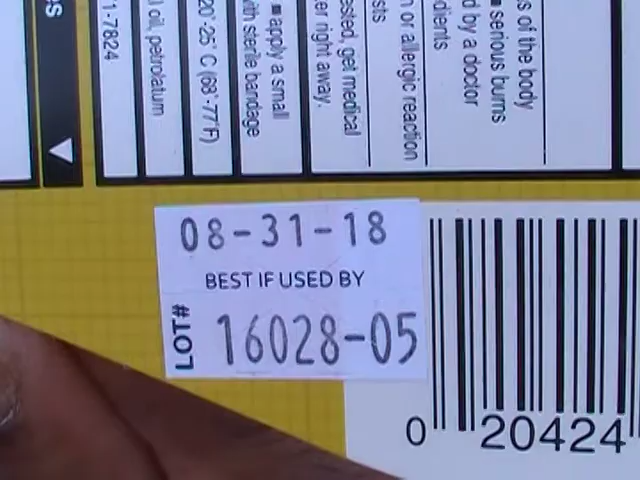 es
1-7824
l oil, petrolatum
20°-25° C (68°-77°F)
■ apply a small
ith sterile bandage
ested, get medical
er right away.
sts
n or allergic reaction
dients
d by a doctor
■ serious burns
s of the body
08-31-18
BEST IF USED BY
LOT# 16028-05
0 20424